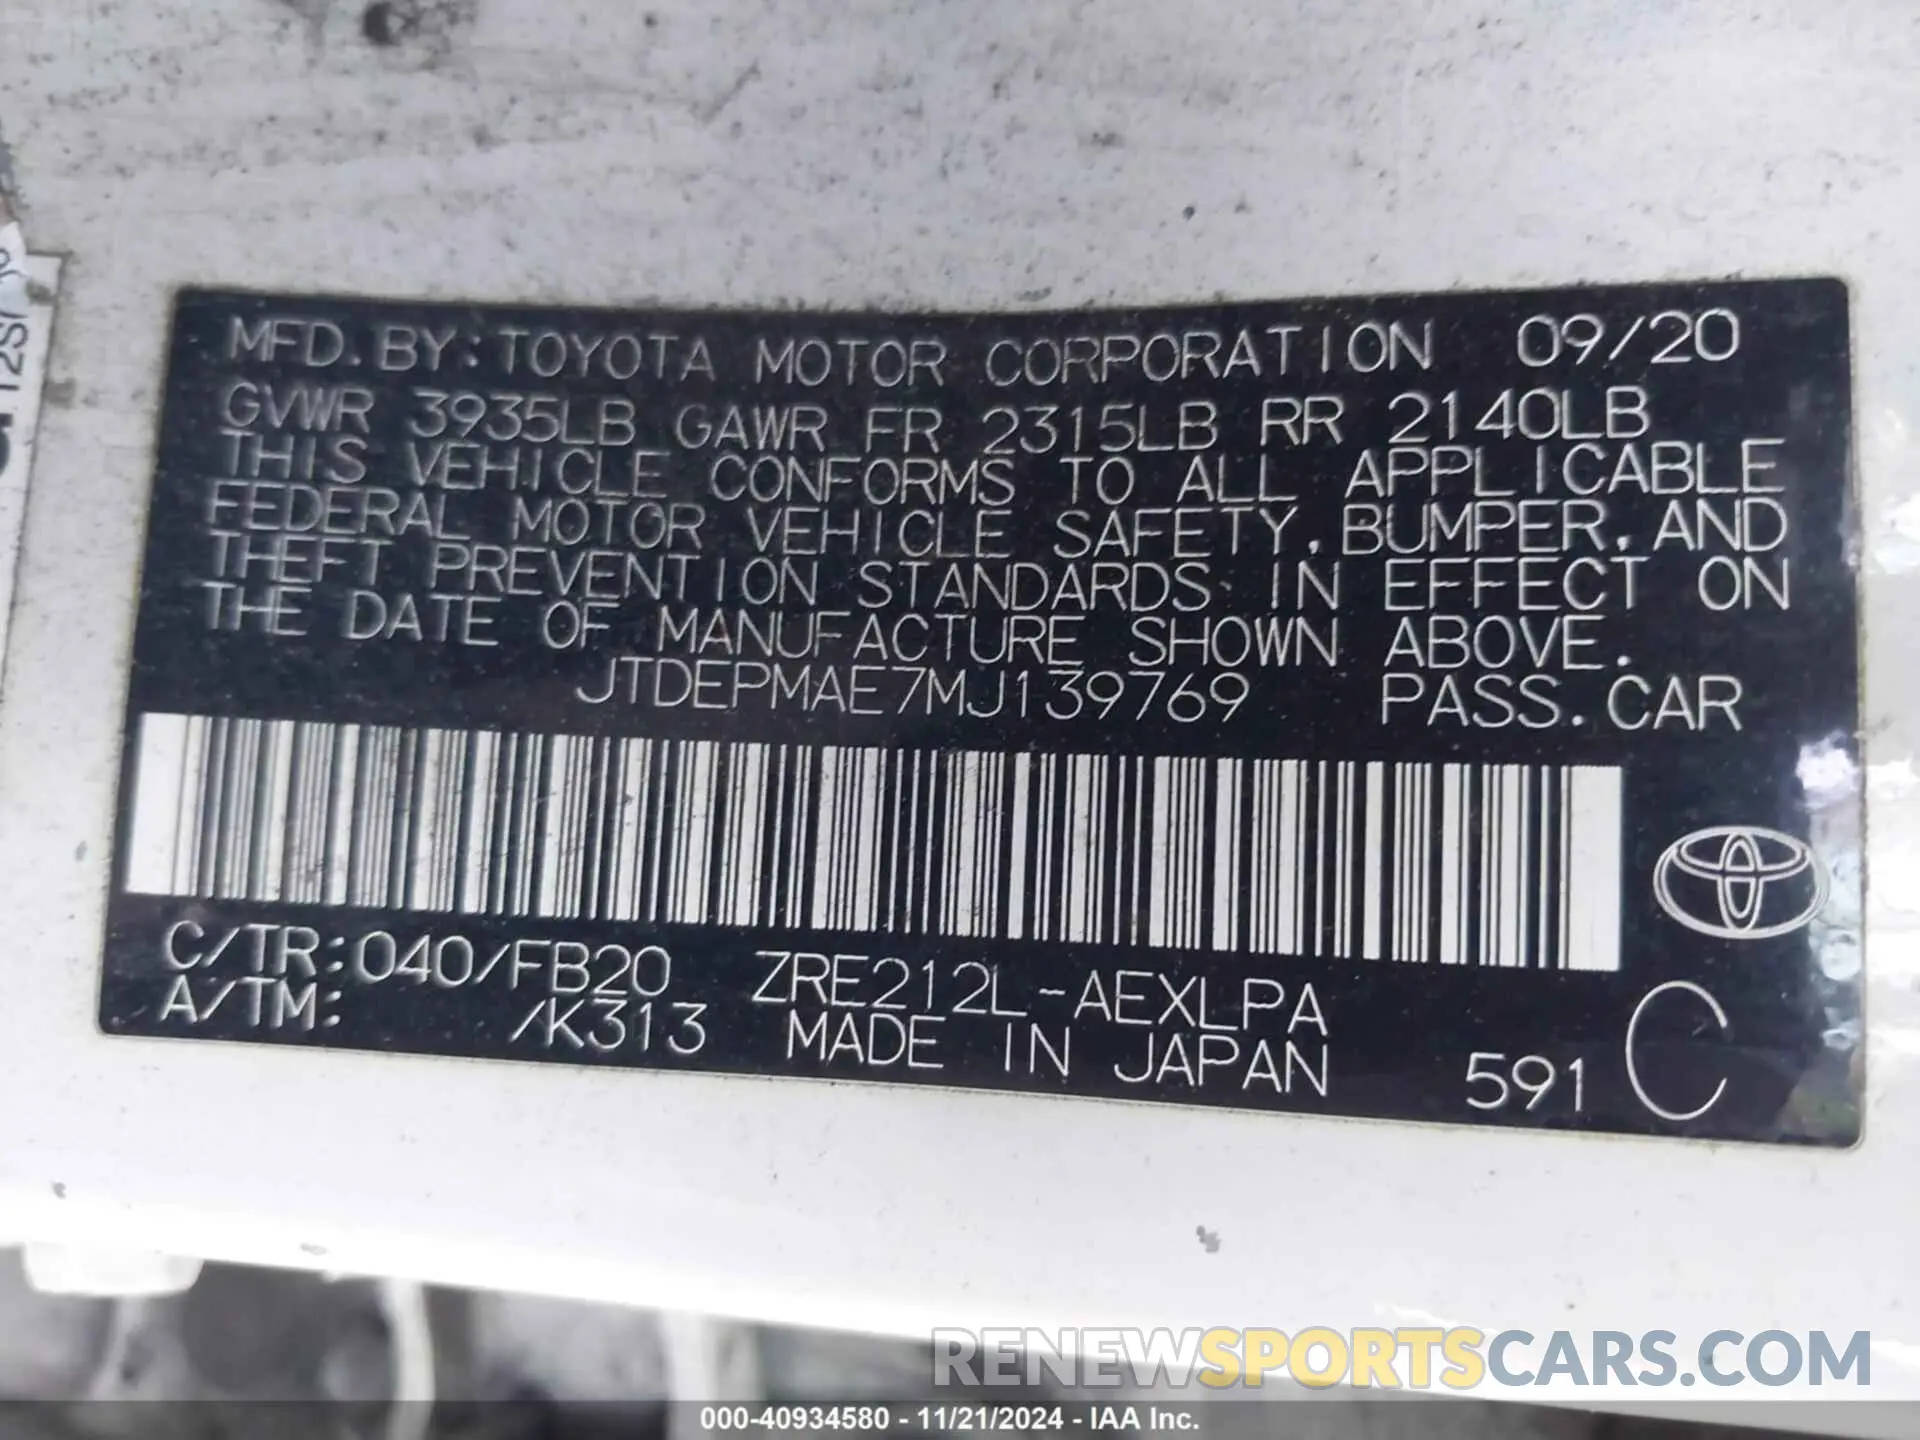 MFD. BY: TOYOTA MOTOR CORPORATION 09/20
GVWR 3935LB GAWR FR 2315LB RR 2140LB
THIS VEHICLE CONFORMS TO ALL APPLICABLE
FEDERAL MOTOR VEHICLE SAFETY, BUMPER, AND
THEFT PREVENTION STANDARDS IN EFFECT ON
THE DATE OF MANUFACTURE SHOWN ABOVE.
JTDEPMAE7MJ139769 PASS. CAR
C/TR: 040/FB20 ZRE212L-AEXLPA
A/TM: /K313 MADE IN JAPAN 591 C
RENEWSPORTSCARS.COM
000-40934580 - 11/21/2024 - IAA Inc.